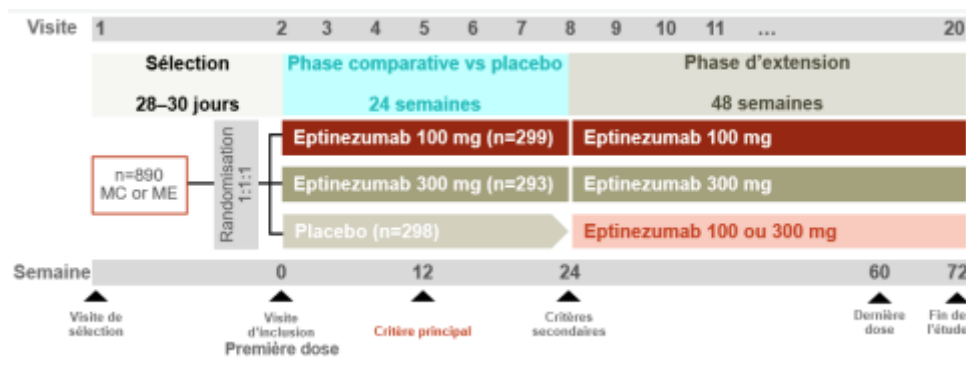 Visite 1 2 3 4 5 6 7 8 9 10 11 ... 20
Sélection Phase comparative vs placebo Phase d'extension
28–30 jours 24 semaines 48 semaines
Randomisation
1:1:1
n=890
MC or ME
Eptinezumab 100 mg (n=299) Eptinezumab 100 mg
Eptinezumab 300 mg (n=293) Eptinezumab 300 mg
Placebo (n=298) Eptinezumab 100 ou 300 mg
Semaine 0 12 24 60 72
Visite de
sélection
Visite
d'inclusion
Première dose
Critère principal
Critères
secondaires
Dernière
dose
Fin de
l'étude